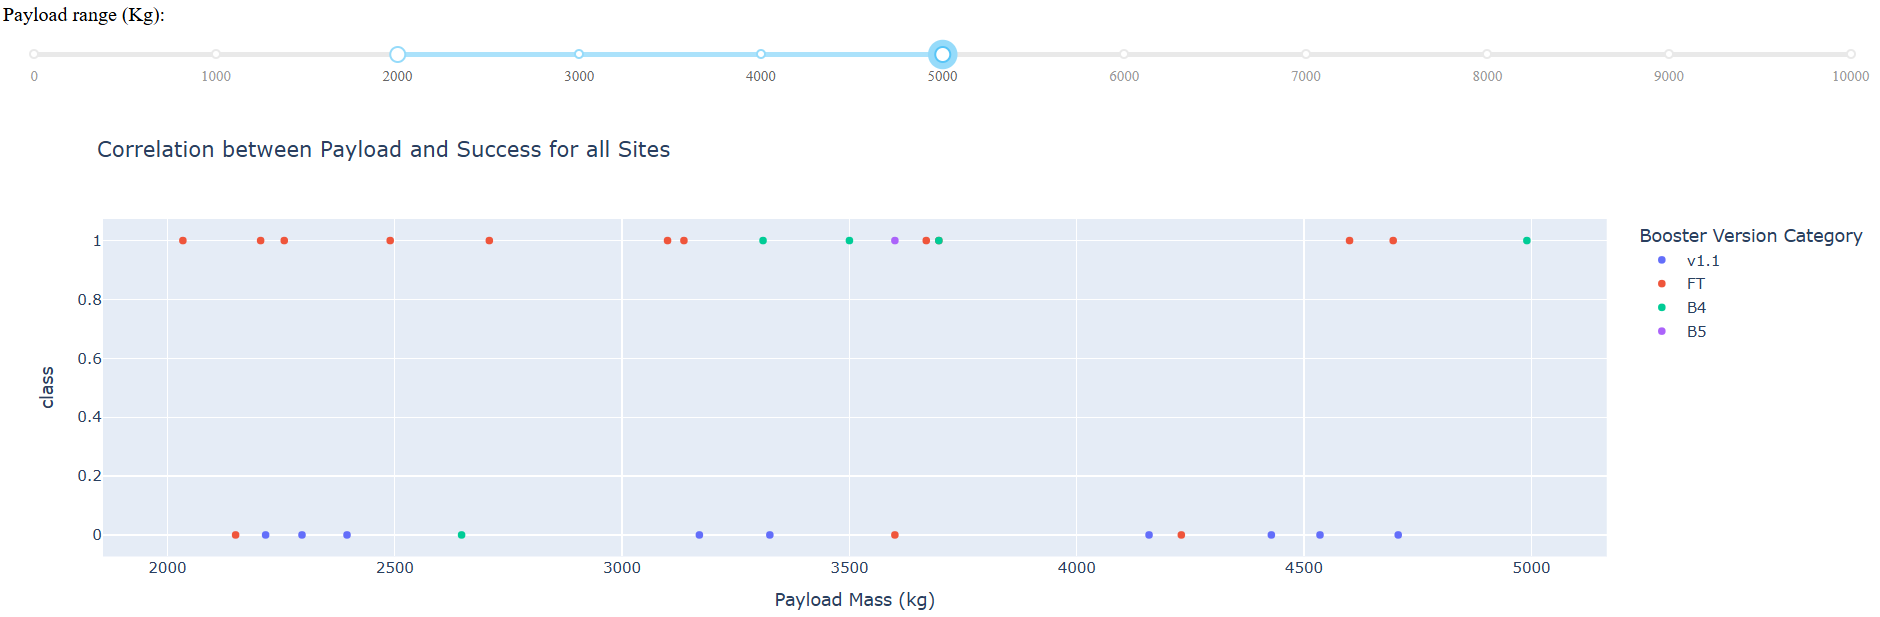 Payload range (Kg):
0 1000 2000 3000 4000 5000 6000 7000 8000 9000 10000
Correlation between Payload and Success for all Sites
1
0.8
0.6
0.4
0.2
0
class
2000 2500 3000 3500 4000 4500 5000
Payload Mass (kg)
Booster Version Category
v1.1
FT
B4
B5